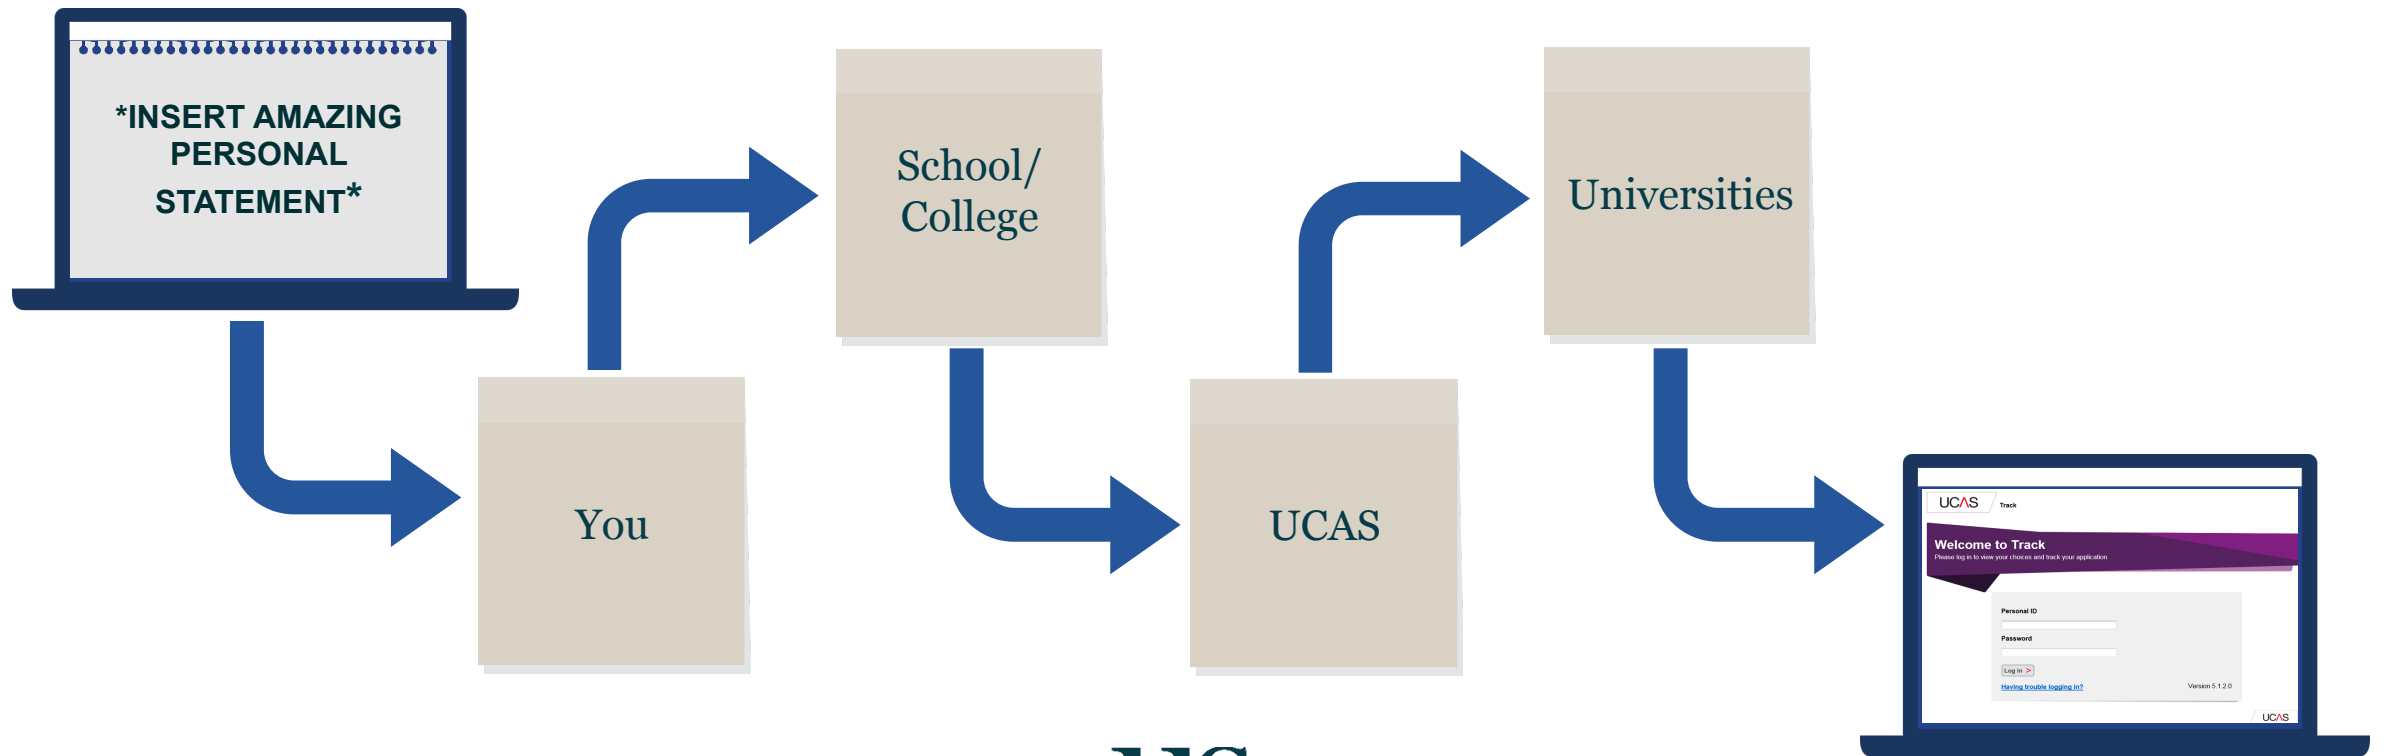 *INSERT AMAZING
PERSONAL
STATEMENT*
You
School/
College
UCAS
Universities
UCAS Track
Welcome to Track
Please log in to view your choices and track your application
Personal ID
Password
Log in >
Having trouble logging in?
Version 5.1.2.0
UCAS